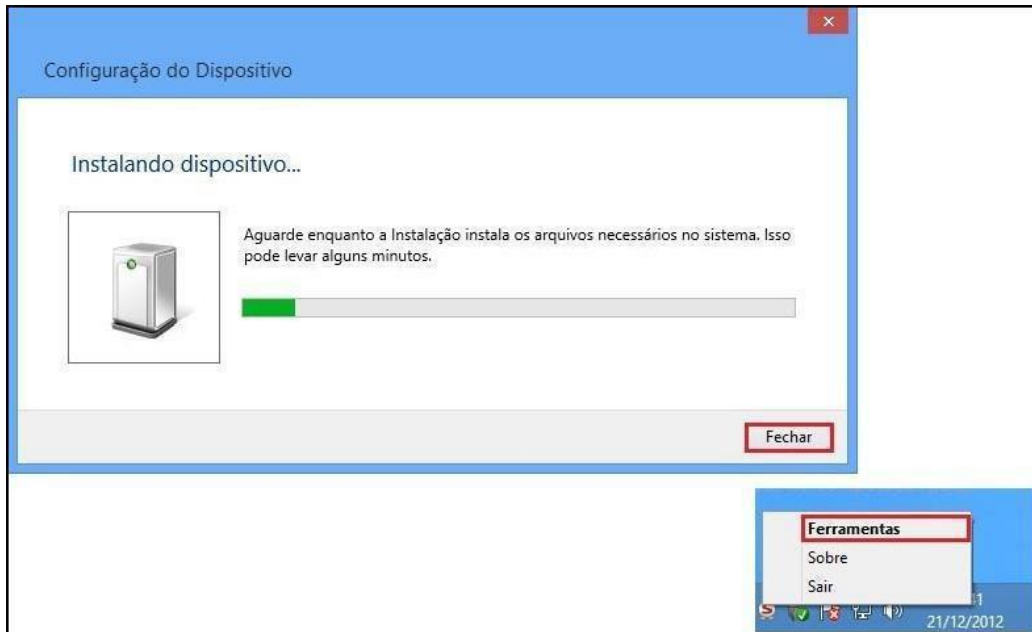 Configuração do Dispositivo
Instalando dispositivo...
Aguarde enquanto a Instalação instala os arquivos necessários no sistema. Isso
pode levar alguns minutos.
Fechar
Ferramentas
Sobre
Sair
21/12/2012